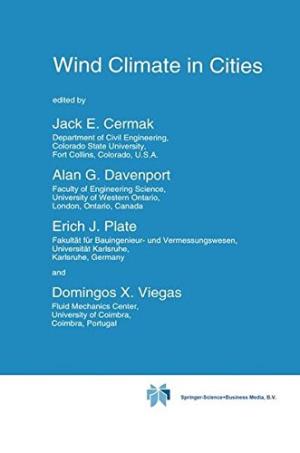 Wind Climate in Cities
edited by
Jack E. Cermak
Department of Civil Engineering,
Colorado State University,
Fort Collins, Colorado, U.S.A.
Alan G. Davenport
Faculty of Engineering Science,
University of Western Ontario,
London, Ontario, Canada
Erich J. Plate
Fakultät für Bauingenieur- und Vermessungswesen,
Universität Karlsruhe,
Karlsruhe, Germany
and
Domingos X. Viegas
Fluid Mechanics Center,
University of Coimbra,
Coimbra, Portugal
Springer-Science+Business Media, B.V.